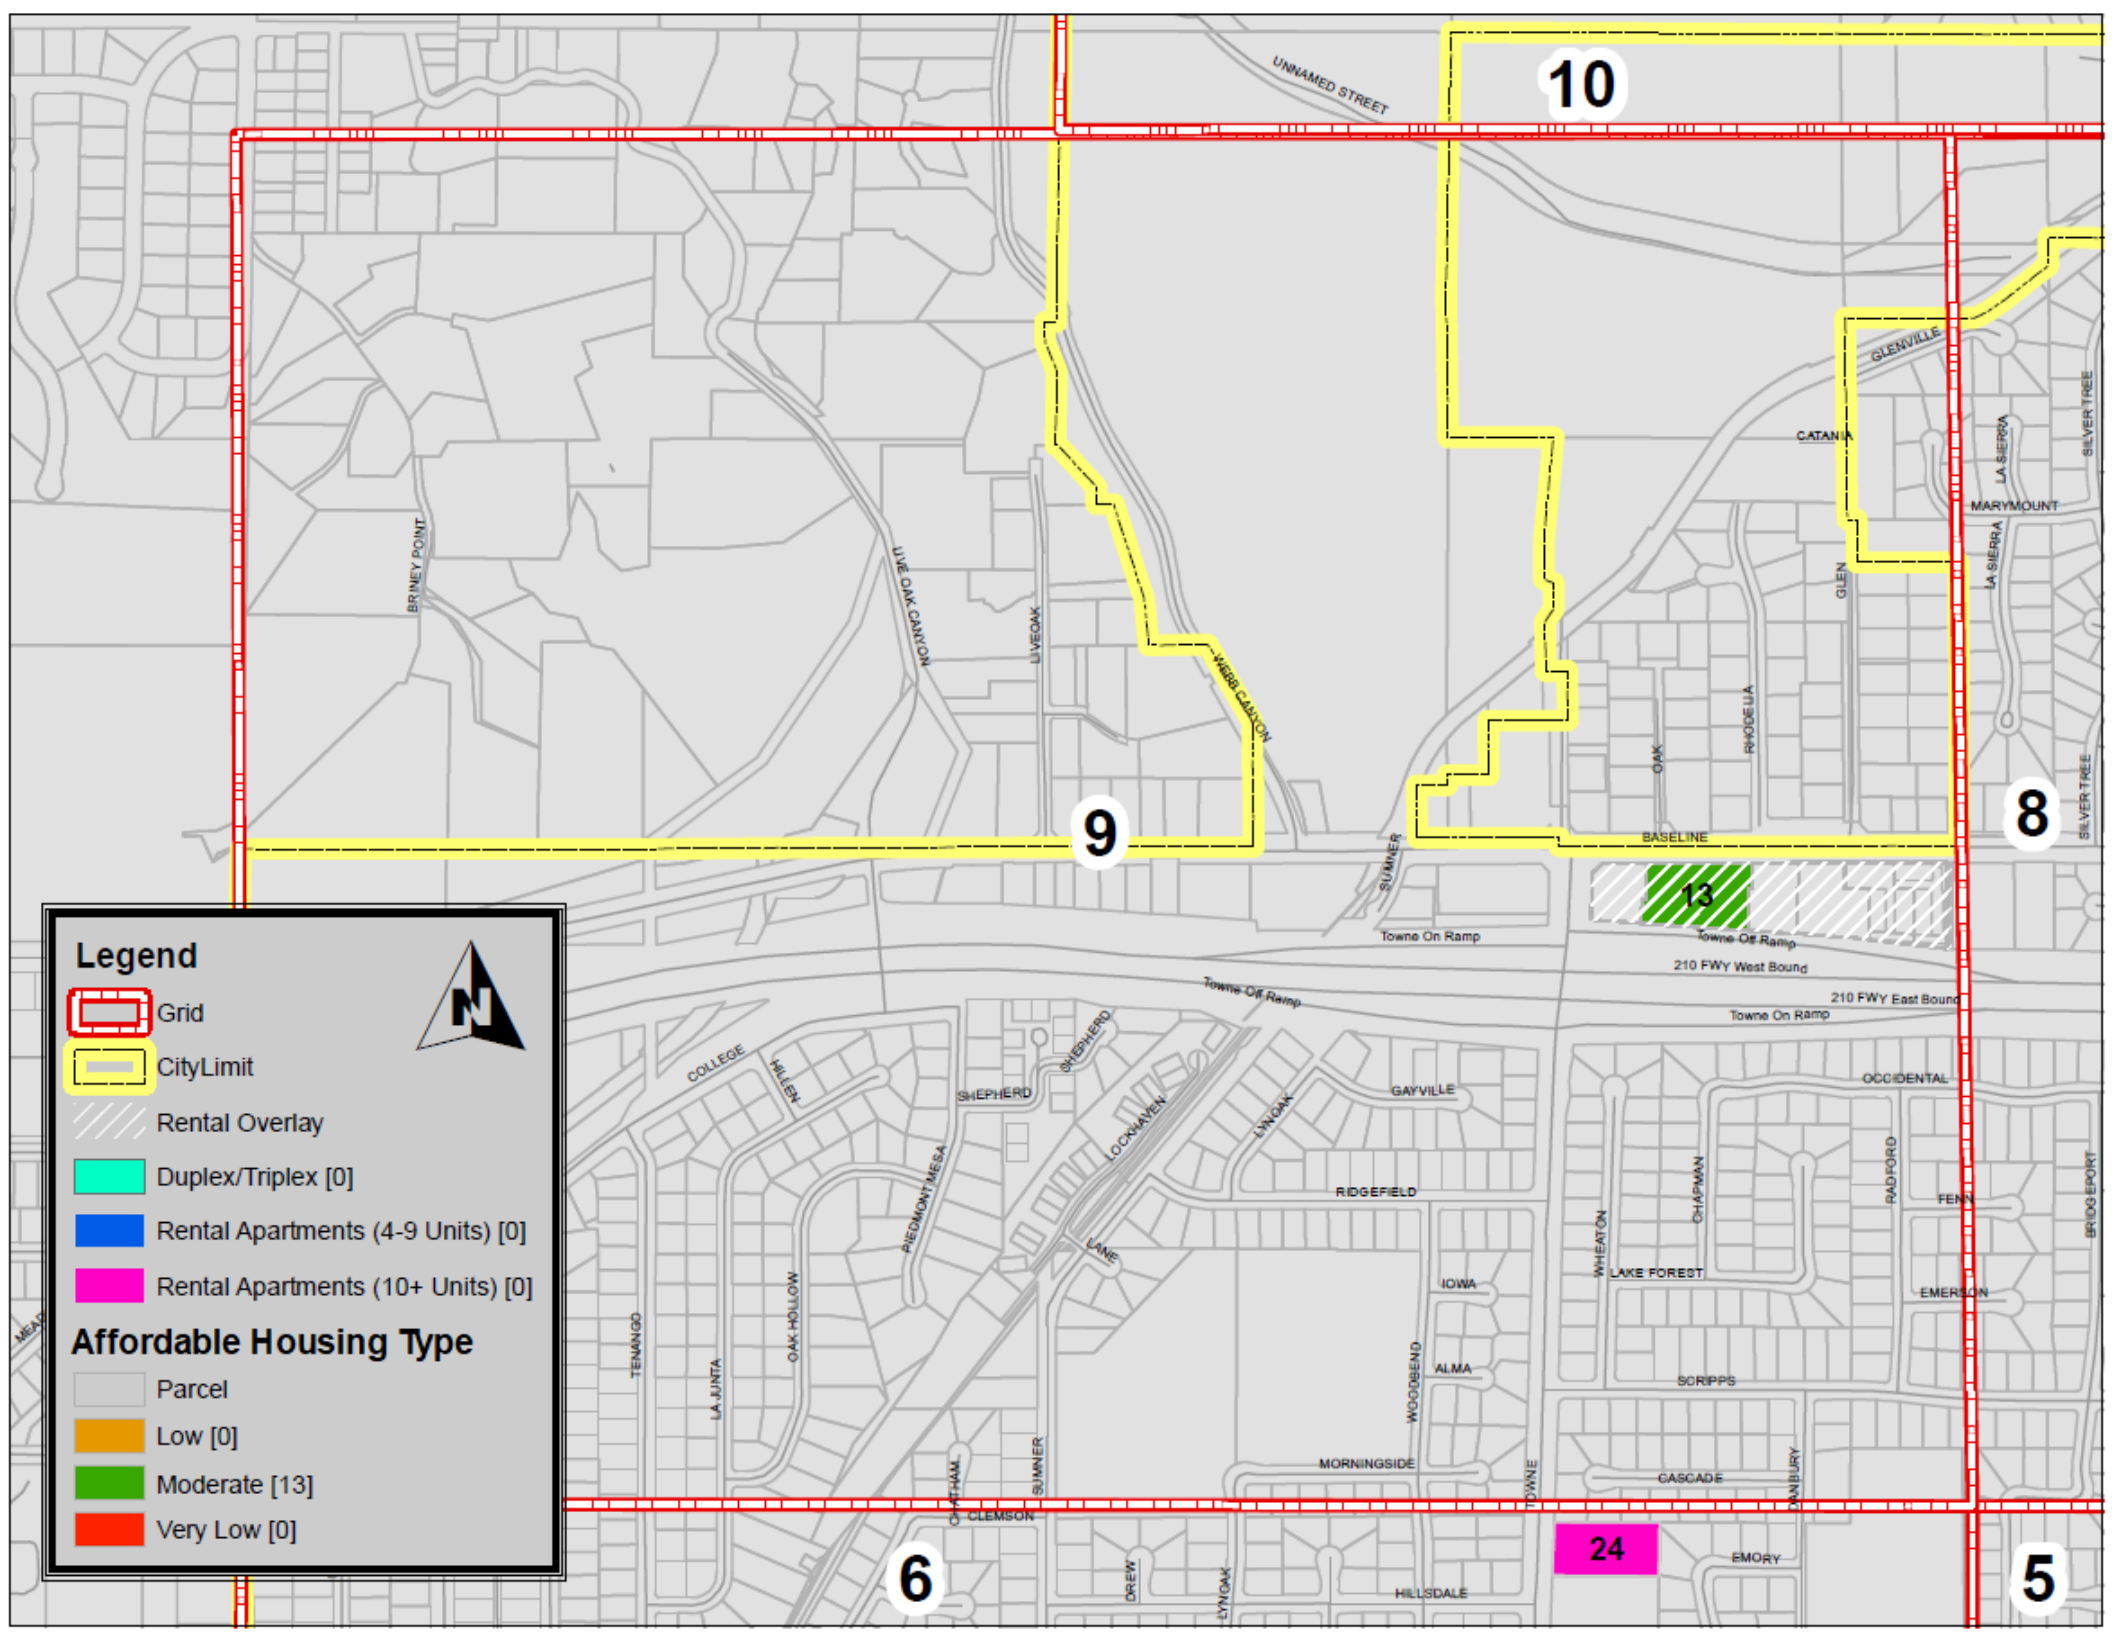 UNNAMED STREET
10
GLENVILLE
CATANIA
LA SIERRA
SILVER TREE
MARYMOUNT
LA SIERRA
BRINEY POINT
LIVE OAK CANYON
LIVEOAK
GLEN
WEBB CANYON
OAK
RHODELIA
SILVER TREE
9
8
SUMNER
BASELINE
13
Towne On Ramp
Towne Off Ramp
210 FWY West Bound
Towne Off Ramp
210 FWY East Bound
Towne On Ramp
Legend
N
Grid
CityLimit
Rental Overlay
Duplex/Triplex [0]
Rental Apartments (4-9 Units) [0]
Rental Apartments (10+ Units) [0]
Affordable Housing Type
Parcel
Low [0]
Moderate [13]
Very Low [0]
COLLEGE
HILLEN
SHEPHERD
SHEPHERD
LOCKHAVEN
LYNOAK
GAYVILLE
OCCIDENTAL
PIEDMONT MESA
RIDGEFIELD
CHAPMAN
RADFORD
FENN
BRIDGEPORT
WHEATON
LANE
LAKE FOREST
IOWA
EMERSON
OAK HOLLOW
TENANGO
LA JUNTA
WOODBEND
ALMA
SCRIPPS
MORNINGSIDE
CASCADE
DANBURY
TOWNE
SUMNER
CHATHAM
CLEMSON
24
EMORY
6
DREW
LYNOAK
HILLSDALE
5